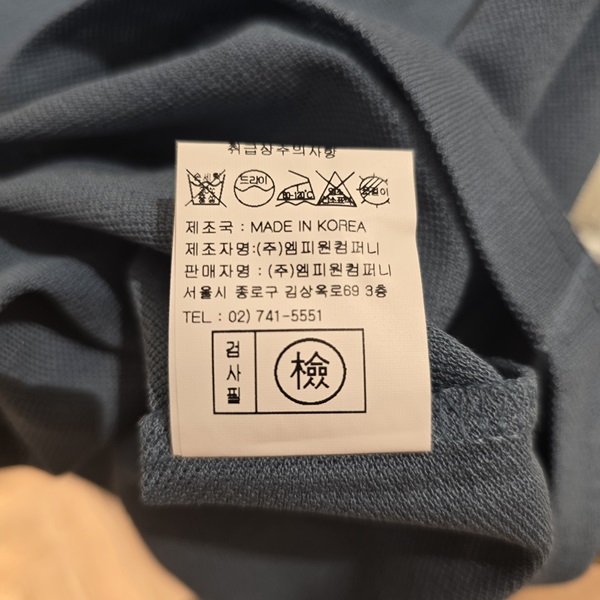 취급상주의사항
드라이
제조국 : MADE IN KOREA
제조자명:(주)엠피원컴퍼니
판매자명 : (주)엠피원컴퍼니
서울시 종로구 김상옥로69 3층
TEL : 02) 741-5551
검사필
檢